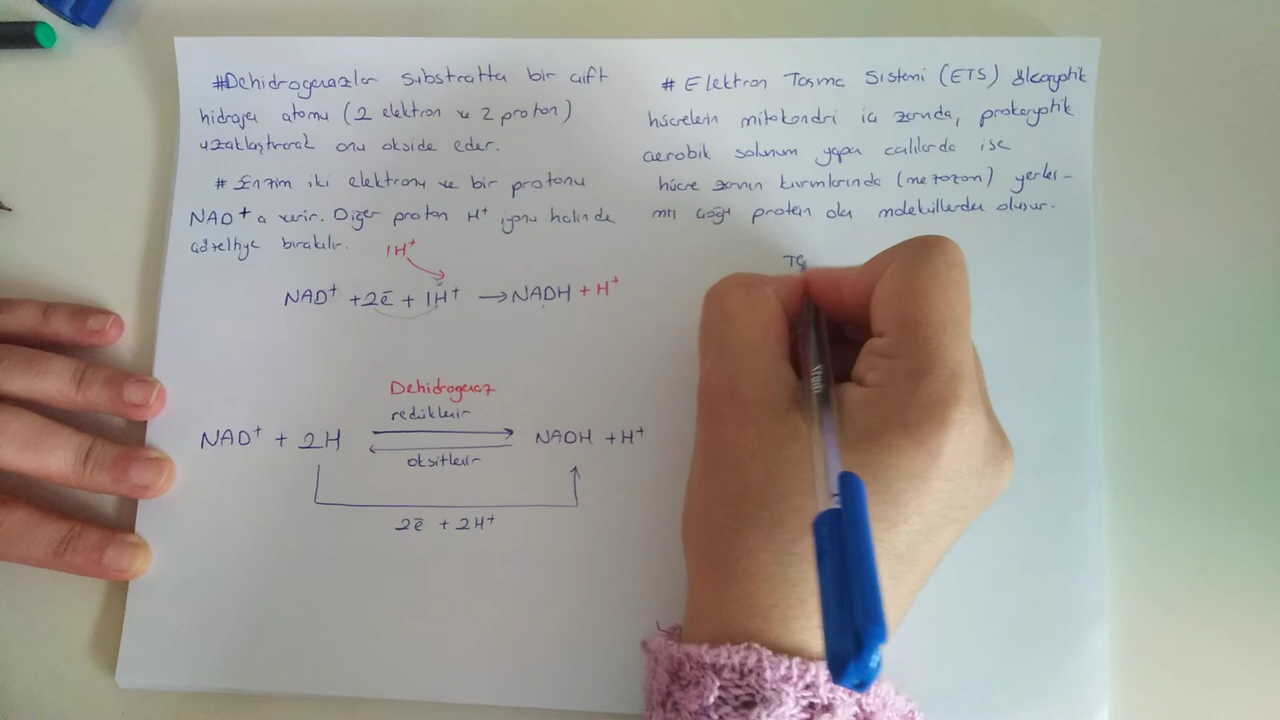 #Dehidrogenazlar substratta bir çift
hidrojen atomu (2 elektron ve 2 proton)
uzaklaştırarak onu okside eder.
# Enzim iki elektronu ve bir protonu
NAD+ a verir. Diğer proton H+ iyonu halinde
çözeltiye bırakılır.
1H+
NAD+ +2ē + 1H+ → NADH + H+
Dehidrogenaz
redüklenir
NAD+ + 2H NADH + H+
oksitlenir
2ē + 2H+
# Elektron Taşıma Sistemi (ETS) ökaryotik
hücrelerin mitokondri iç zarında, prokaryotik
aerobik solunum yapan canlılarda ise
hücre zarının kıvrımlarında (mezozom) yerleş-
miş çoğu protein olan moleküllerden oluşur.